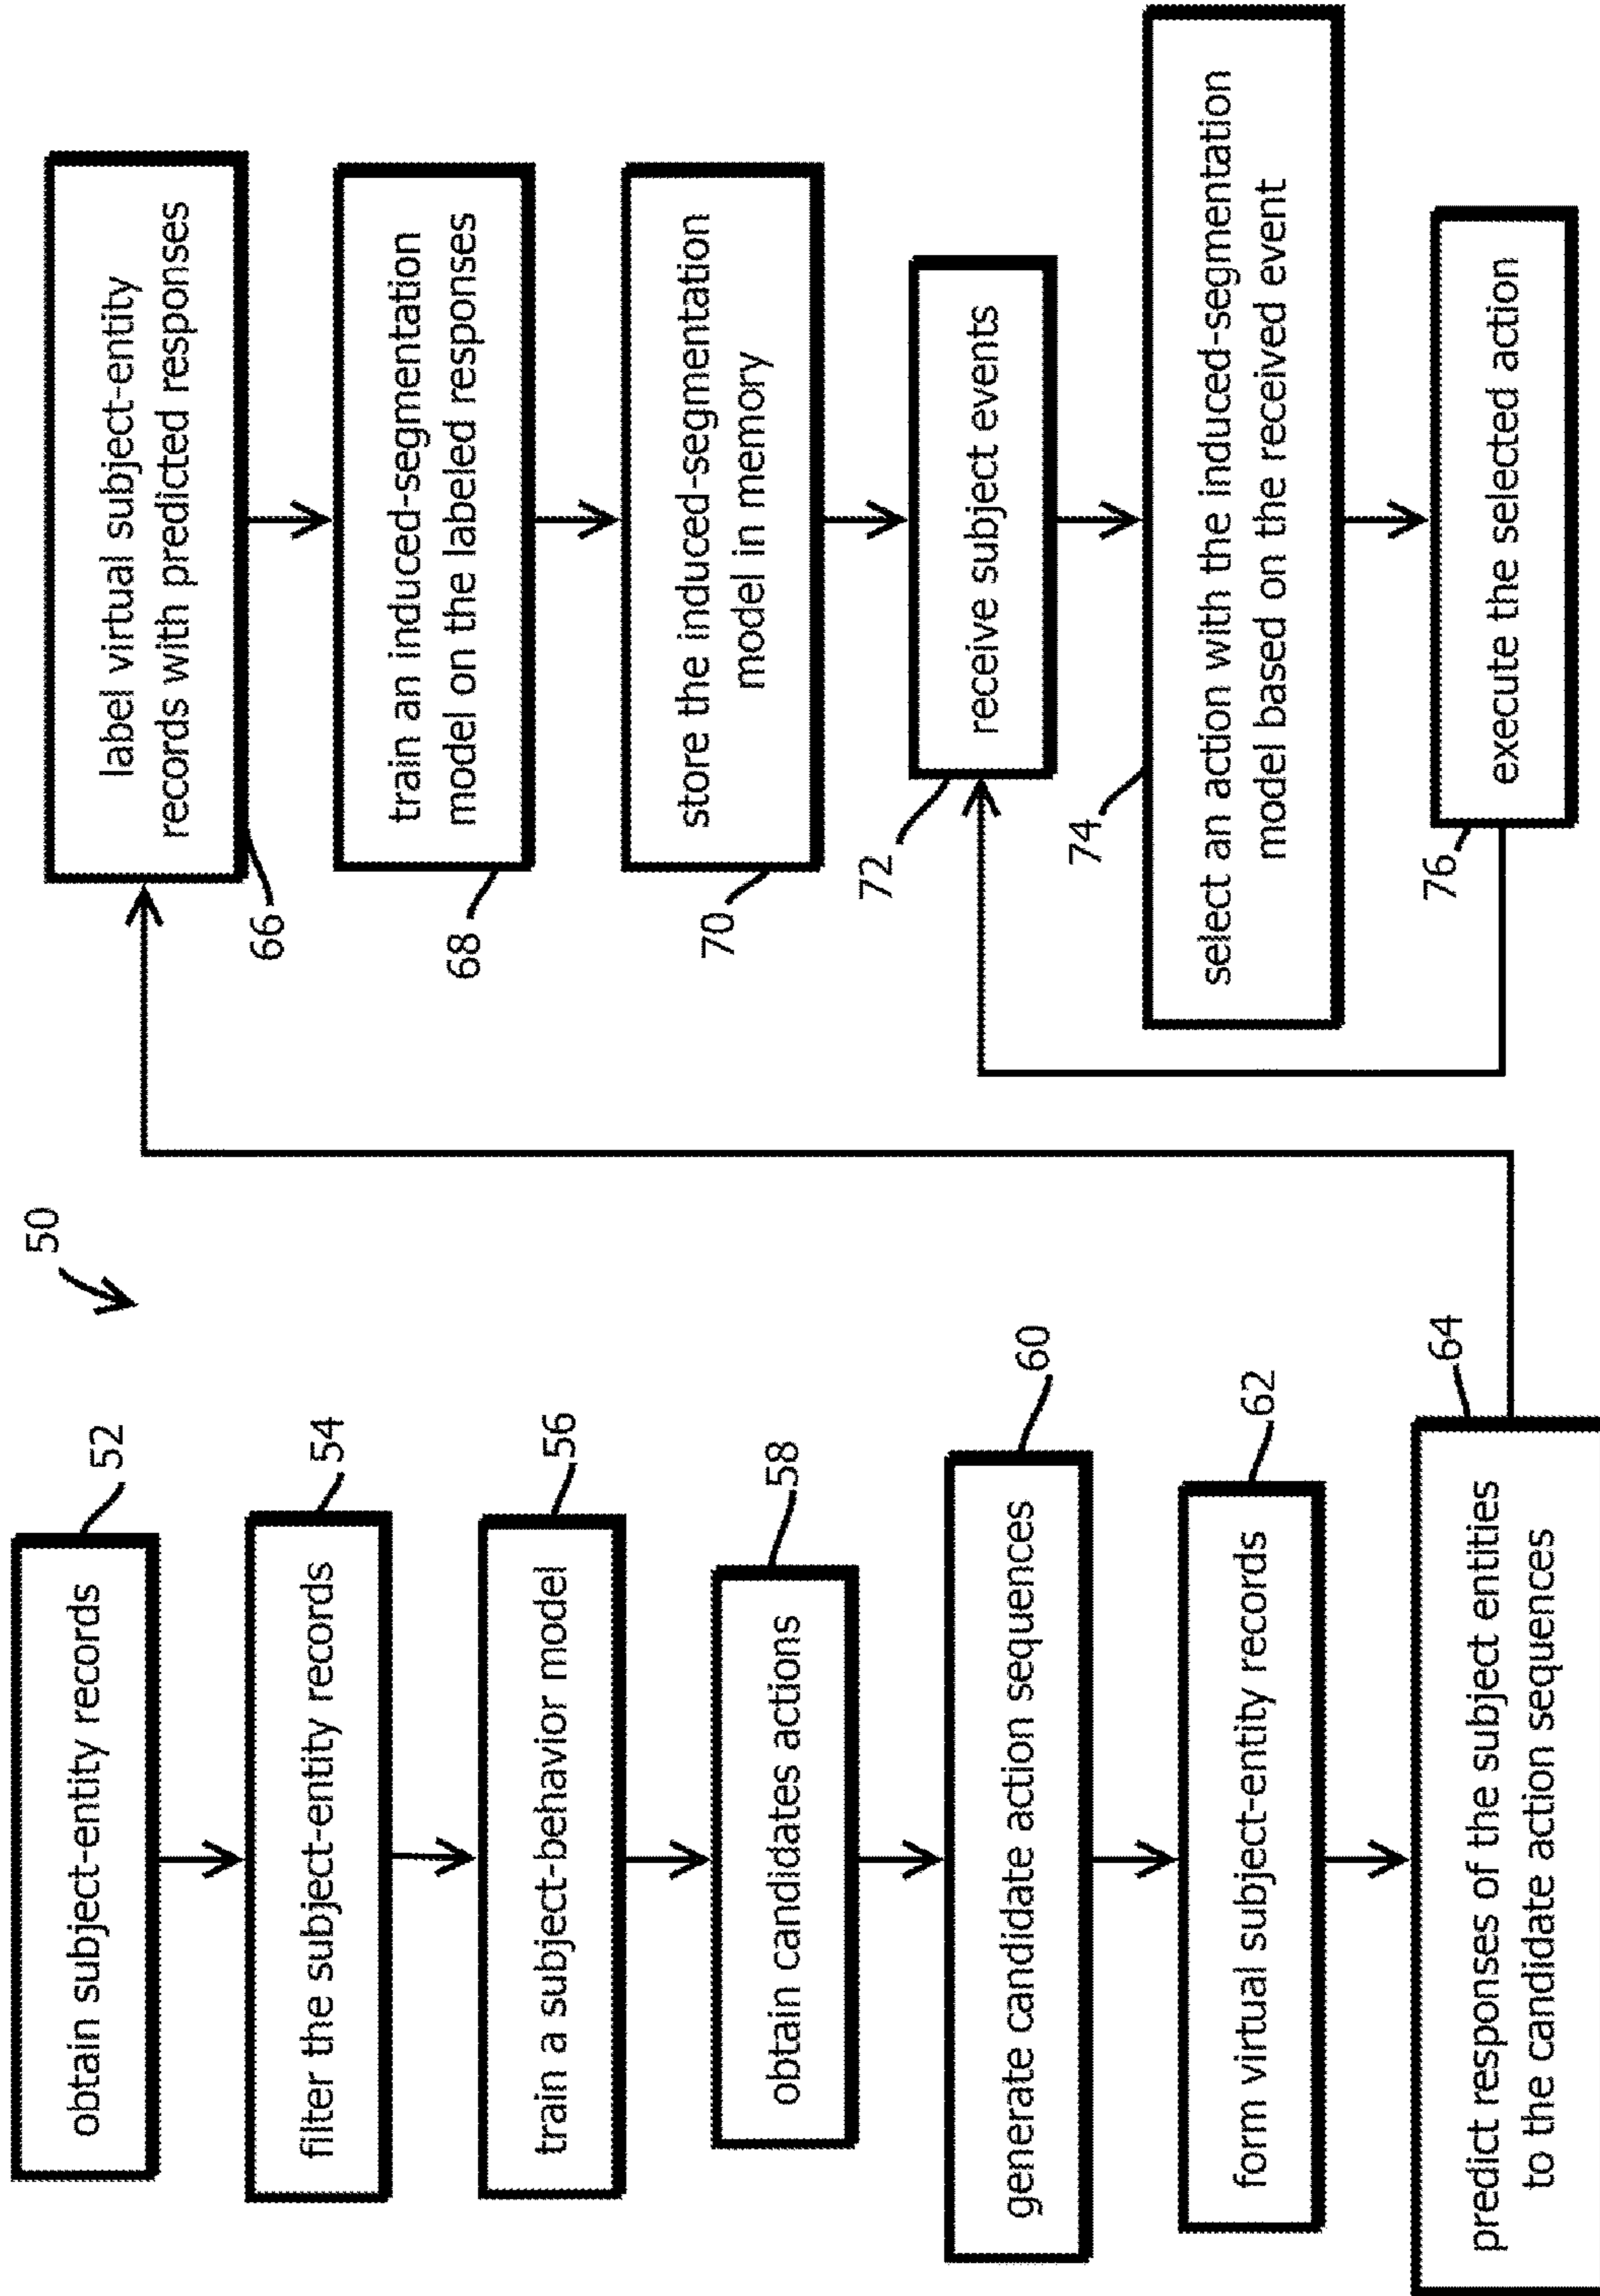 50
obtain subject-entity records
52
filter the subject-entity records
54
train a subject-behavior model
56
obtain candidates actions
58
generate candidate action sequences
60
form virtual subject-entity records
62
predict responses of the subject entities
to the candidate action sequences
64
label virtual subject-entity
records with predicted responses
66
train an induced-segmentation
model on the labeled responses
68
store the induced-segmentation
model in memory
70
receive subject events
72
select an action with the induced-segmentation
model based on the received event
74
execute the selected action
76